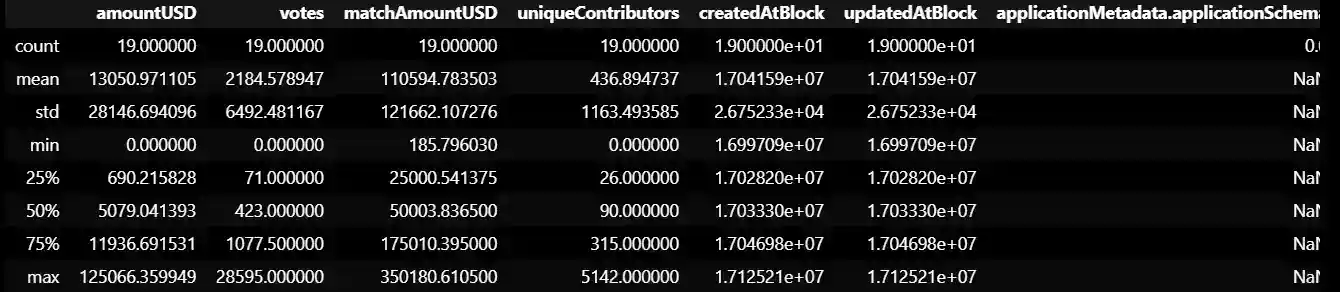 amountUSD votes matchAmountUSD uniqueContributors createdAtBlock updatedAtBlock applicationMetadata.applicationSchema
count 19.000000 19.000000 19.000000 19.000000 1.900000e+01 1.900000e+01 0.0
mean 13050.971105 2184.578947 110594.783503 436.894737 1.704159e+07 1.704159e+07 NaN
std 28146.694096 6492.481167 121662.107276 1163.493585 2.675233e+04 2.675233e+04 NaN
min 0.000000 0.000000 185.796030 0.000000 1.699709e+07 1.699709e+07 NaN
25% 690.215828 71.000000 25000.541375 26.000000 1.702820e+07 1.702820e+07 NaN
50% 5079.041393 423.000000 50003.836500 90.000000 1.703330e+07 1.703330e+07 NaN
75% 11936.691531 1077.500000 175010.395000 315.000000 1.704698e+07 1.704698e+07 NaN
max 125066.359949 28595.000000 350180.610500 5142.000000 1.712521e+07 1.712521e+07 NaN